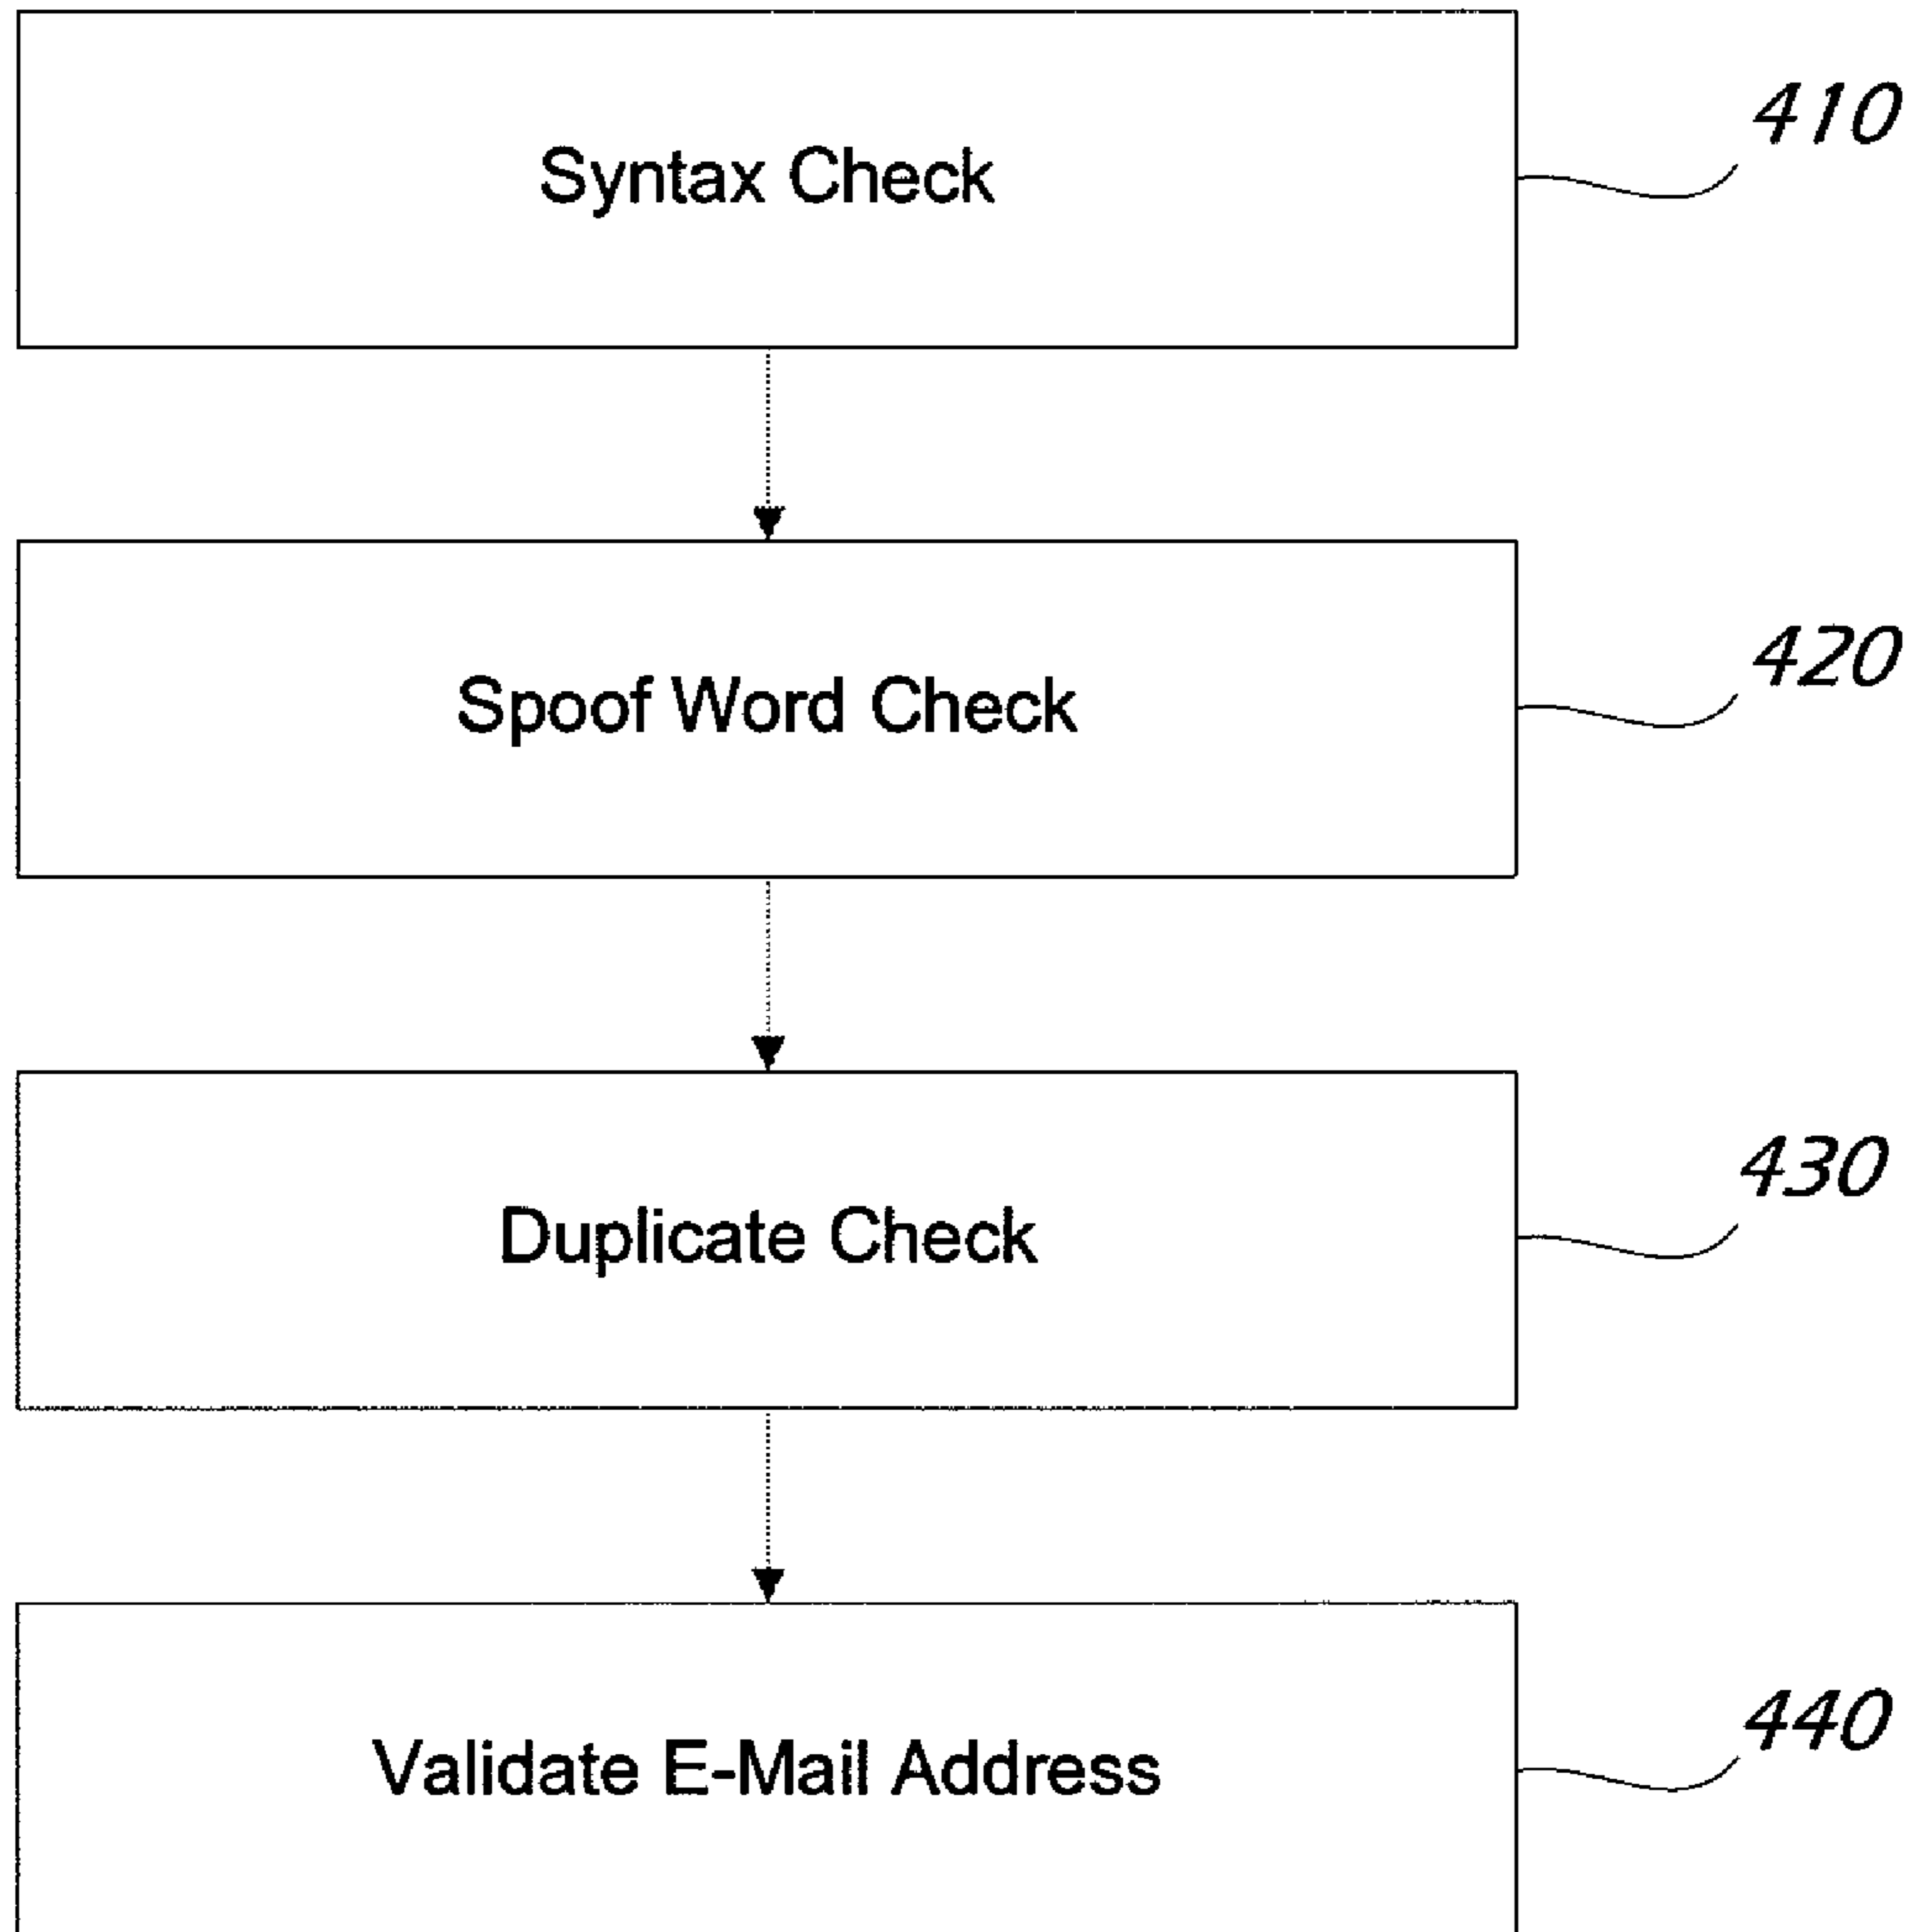 Syntax Check
410
Spoof Word Check
420
Duplicate Check
430
Validate E-Mail Address
440